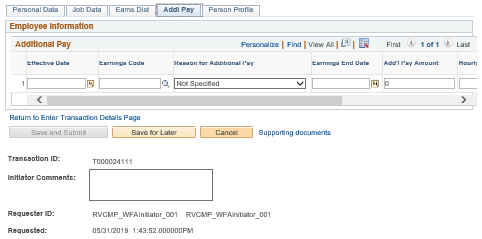 Personal Data Job Data Earns Dist Addl Pay Person Profile
Employee Information
Additional Pay Personalize | Find | View All | First 1 of 1 Last
Effective Date Earnings Code Reason for Additional Pay Earnings End Date Add'l Pay Amount Hourly
1 Not Specified 0
Return to Enter Transaction Details Page
Save and Submit Save for Later Cancel Supporting documents
Transaction ID: T000024111
Initiator Comments:
Requester ID: RVCMP_WFAInitiator_001 RVCMP_WFAInitiator_001
Requested: 05/31/2019 1:43:52.000000PM